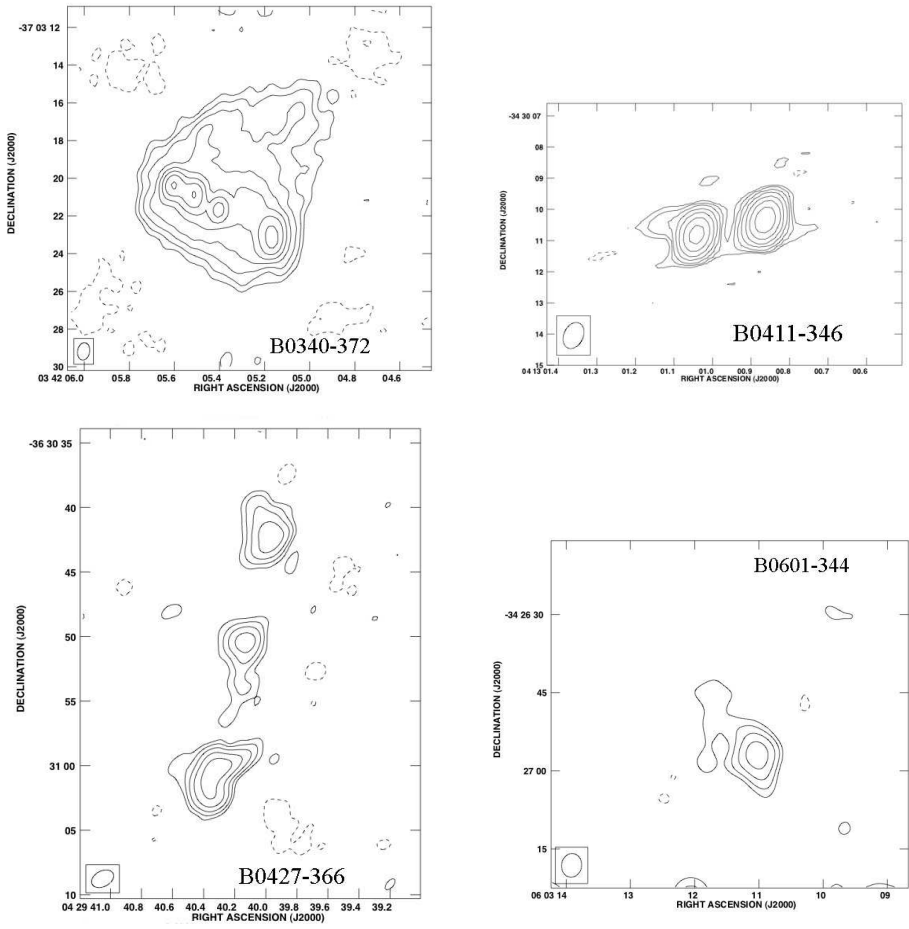 -37 03 12
14
16
18
20
22
24
26
28
30
DECLINATION (J2000)
03 42 06.0 05.8 05.6 05.4 05.2 05.0 04.8 04.6
RIGHT ASCENSION (J2000)
B0340-372
-34 30 07
08
09
10
11
12
13
14
15
DECLINATION (J2000)
04 13 01.4 01.3 01.2 01.1 01.0 00.9 00.8 00.7 00.6
RIGHT ASCENSION (J2000)
B0411-346
-36 30 35
40
45
50
55
31 00
05
10
DECLINATION (J2000)
04 29 41.0 40.8 40.6 40.4 40.2 40.0 39.8 39.6 39.4 39.2
RIGHT ASCENSION (J2000)
B0427-366
B0601-344
-34 26 30
45
27 00
15
DECLINATION (J2000)
06 03 14 13 12 11 10 09
RIGHT ASCENSION (J2000)